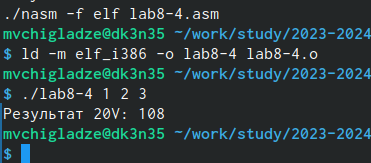 ./nasm -f elf lab8-4.asm
mvchigladze@dk3n35 ~/work/study/2023-2024
$ ld -m elf_i386 -o lab8-4 lab8-4.o
mvchigladze@dk3n35 ~/work/study/2023-2024
$ ./lab8-4 1 2 3
Результат 20V: 108
mvchigladze@dk3n35 ~/work/study/2023-2024
$